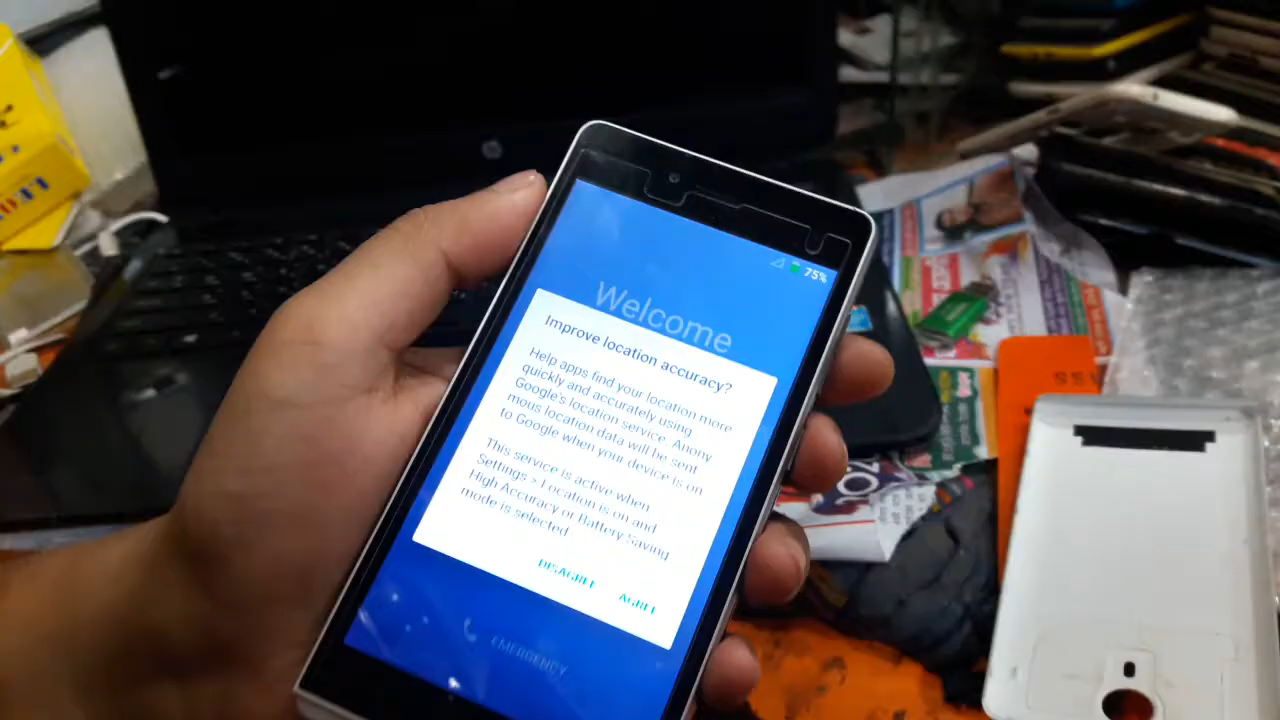 75%
Welcome
Improve location accuracy?
Help apps find your location more
quickly and accurately using
Google's location service. Anony
mous location data will be sent
to Google when your device is on
This service is active when
Settings > Location is on and
High Accuracy or Battery Saving
mode is selected
DISAGREE
AGREE
EMERGENCY
hp